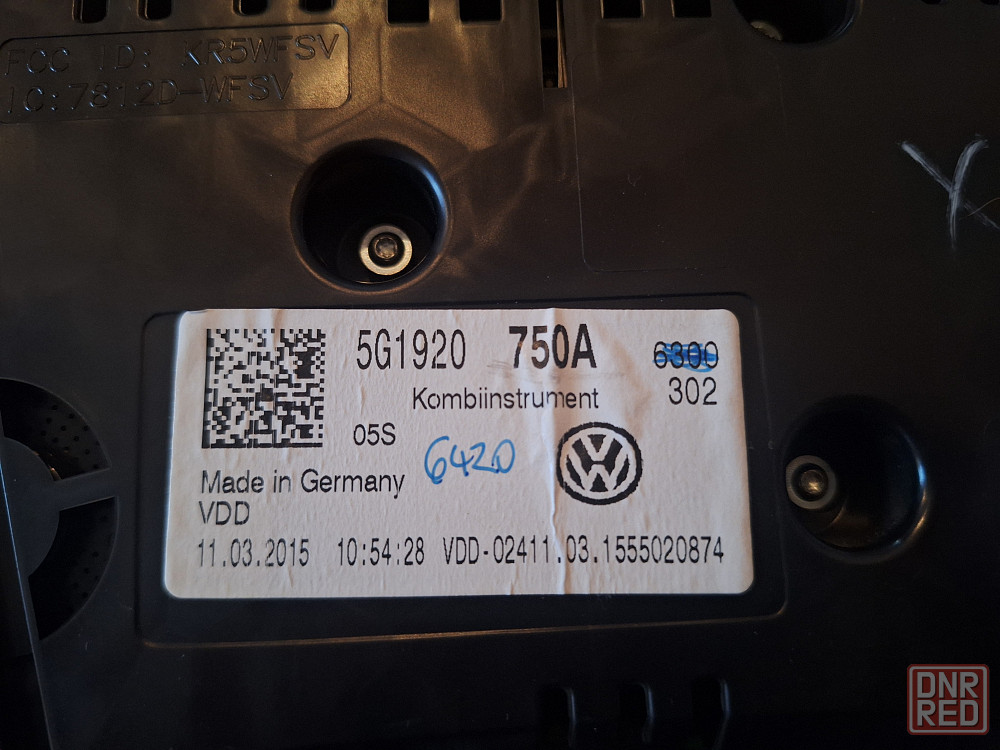 FCC ID: KR5WFSV
IC:7812D-WFSV
X
5G1920 750A 6300
Kombiinstrument 302
05S 6420
Made in Germany
VDD
11.03.2015 10:54:28 VDD-02411.03.1555020874
DNR
RED